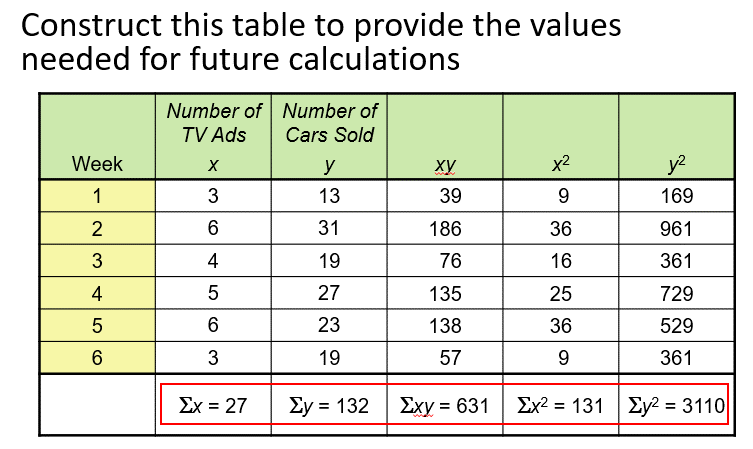 Construct this table to provide the values
needed for future calculations
Number of Number of
TV Ads Cars Sold
Week x y xy x² y²
1 3 13 39 9 169
2 6 31 186 36 961
3 4 19 76 16 361
4 5 27 135 25 729
5 6 23 138 36 529
6 3 19 57 9 361
Σx = 27 Σy = 132 Σxy = 631 Σx² = 131 Σy² = 3110